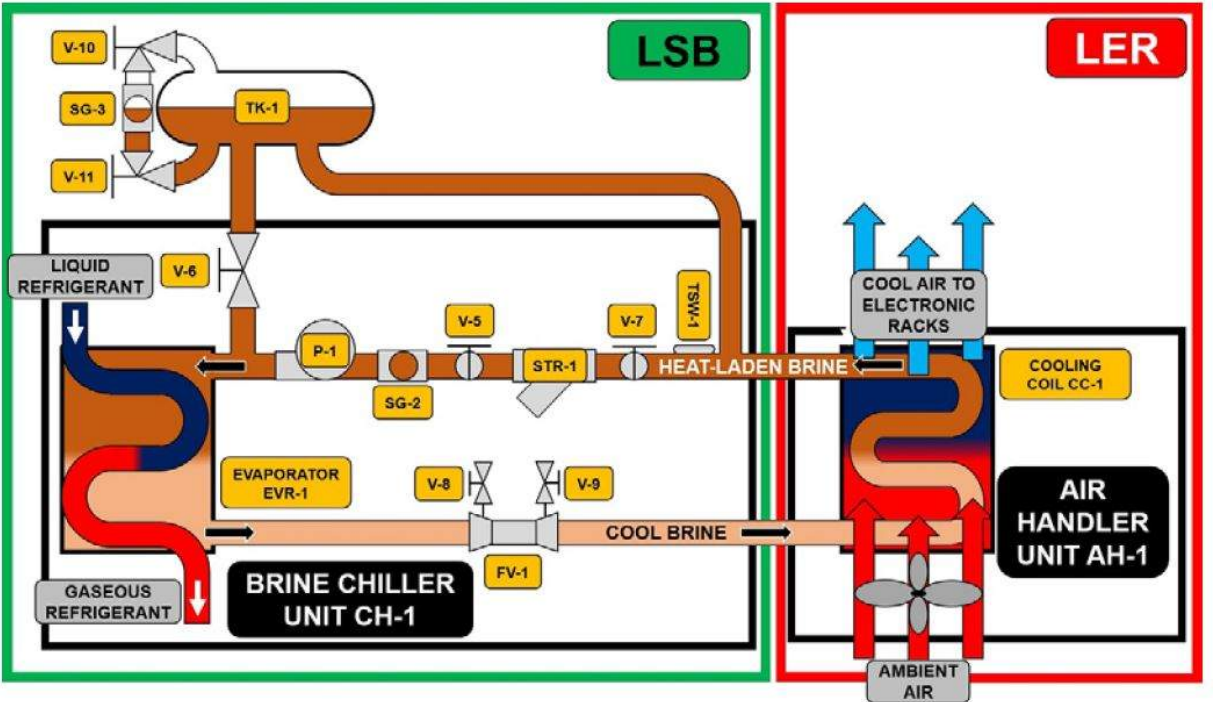 LSB
LER
V-10
SG-3
TK-1
V-11
LIQUID
REFRIGERANT
V-6
P-1
SG-2
V-5
STR-1
V-7
TSW-1
HEAT-LADEN BRINE
COOL AIR TO
ELECTRONIC
RACKS
COOLING
COIL CC-1
EVAPORATOR
EVR-1
V-8
V-9
FV-1
COOL BRINE
AIR
HANDLER
UNIT AH-1
GASEOUS
REFRIGERANT
BRINE CHILLER
UNIT CH-1
AMBIENT
AIR